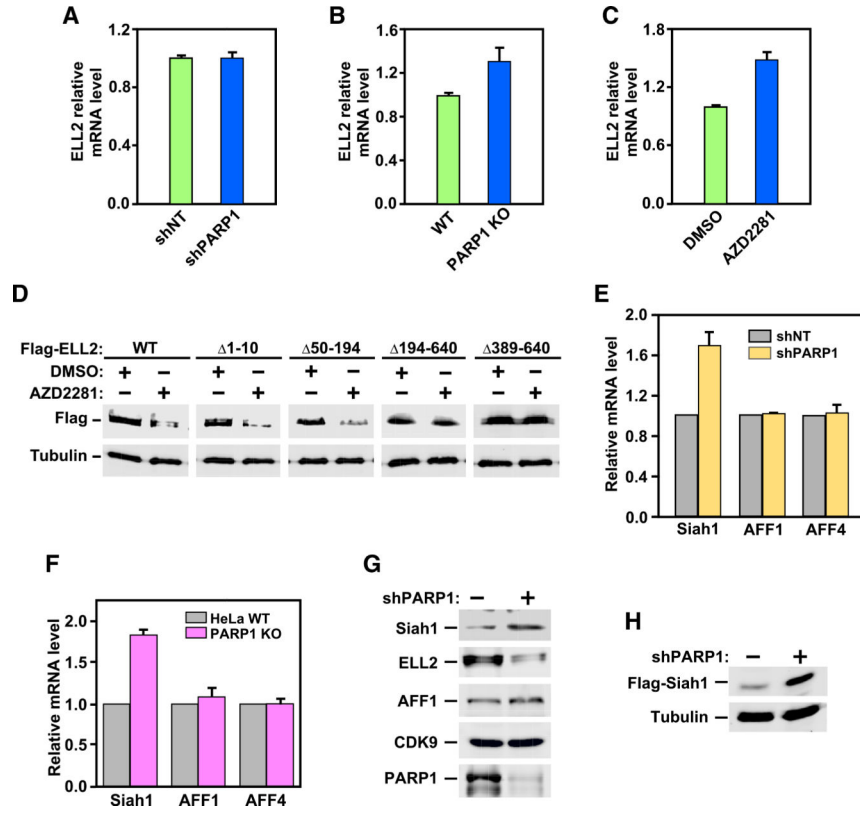 A
ELL2 relative
mRNA level
1.2
0.8
0.4
0.0
shNT
shPARP1
B
ELL2 relative
mRNA level
1.6
1.2
0.8
0.4
0.0
WT
PARP1 KO
C
ELL2 relative
mRNA level
1.8
1.2
0.6
0.0
DMSO
AZD2281
D
Flag-ELL2: WT Δ1-10 Δ50-194 Δ194-640 Δ389-640
DMSO: + − + − + − + − + −
AZD2281: − + − + − + − + − +
Flag
Tubulin
E
Relative mRNA level
2.0
1.6
1.2
0.8
0.4
0.0
shNT
shPARP1
Siah1 AFF1 AFF4
F
Relative mRNA level
2.0
1.5
1.0
0.5
0.0
HeLa WT
PARP1 KO
Siah1 AFF1 AFF4
G
shPARP1: − +
Siah1
ELL2
AFF1
CDK9
PARP1
H
shPARP1: − +
Flag-Siah1
Tubulin